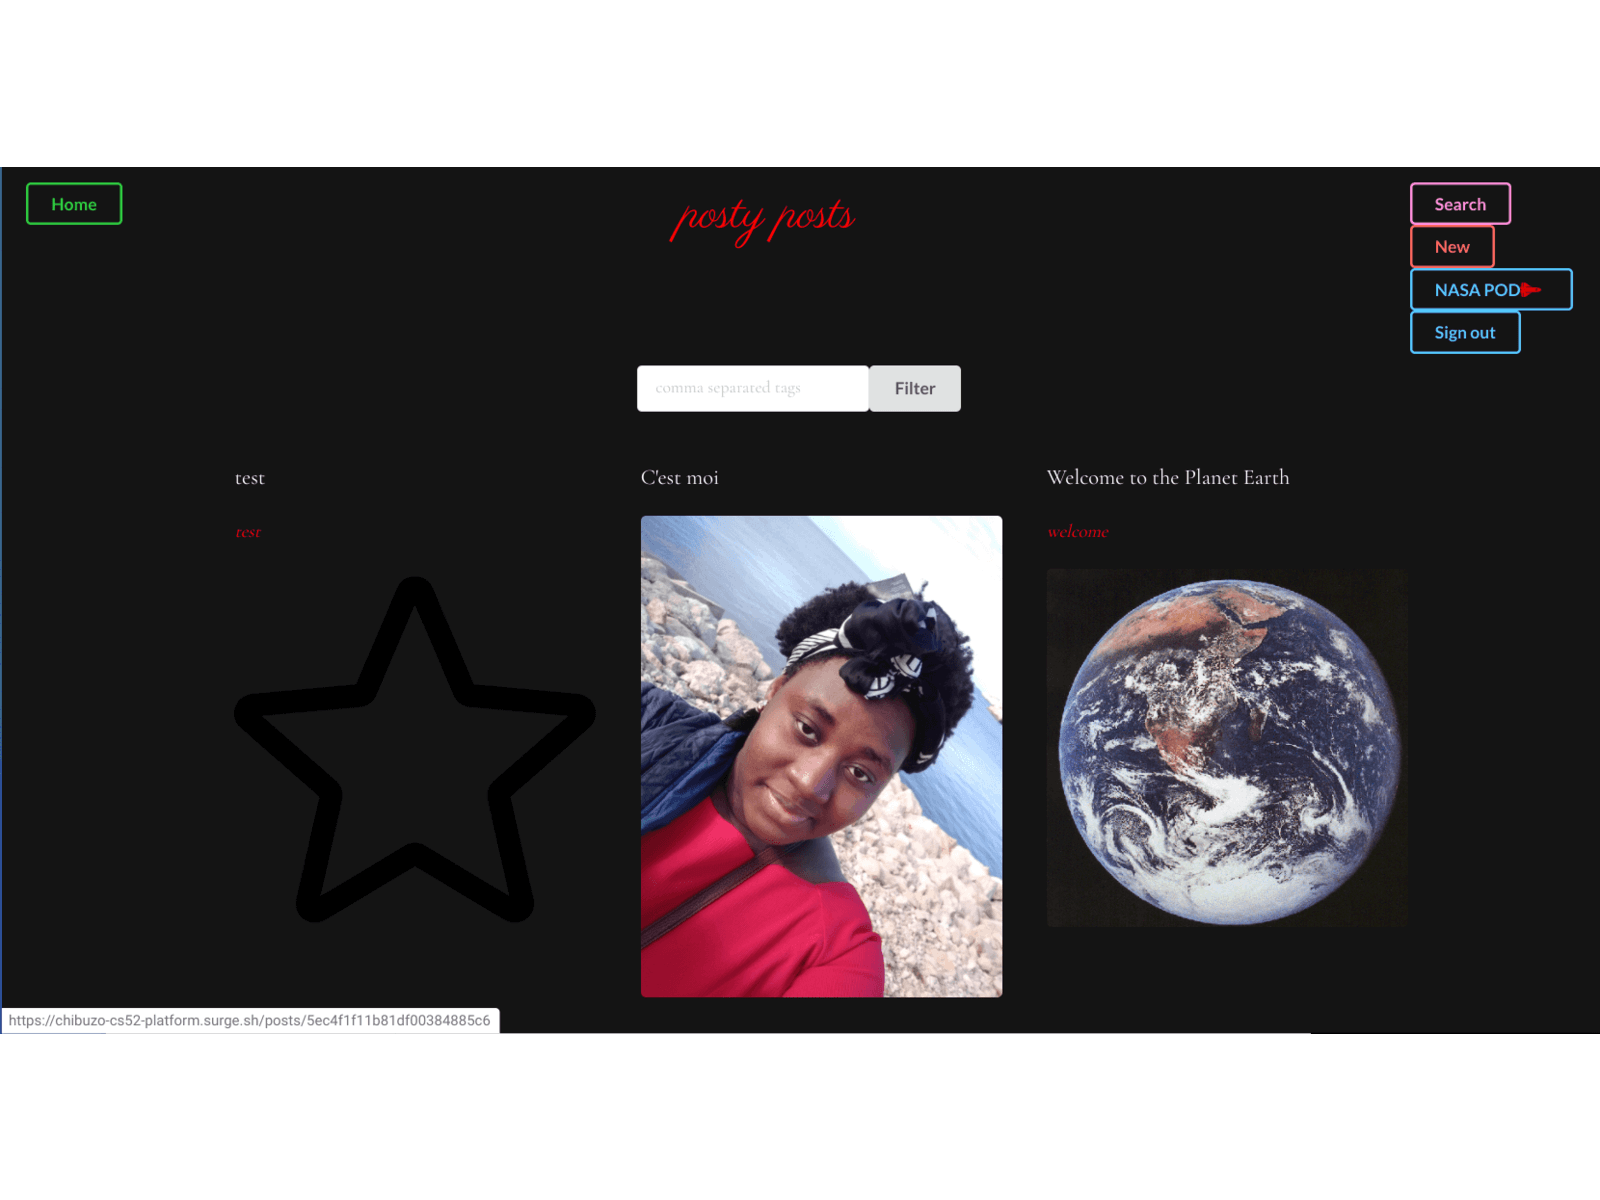 Home
posty posts
Search
New
NASA POD
Sign out
comma separated tags
Filter
test
test
C'est moi
Welcome to the Planet Earth
welcome
https://chibuzo-cs52-platform.surge.sh/posts/5ec4f1f11b81df00384885c6